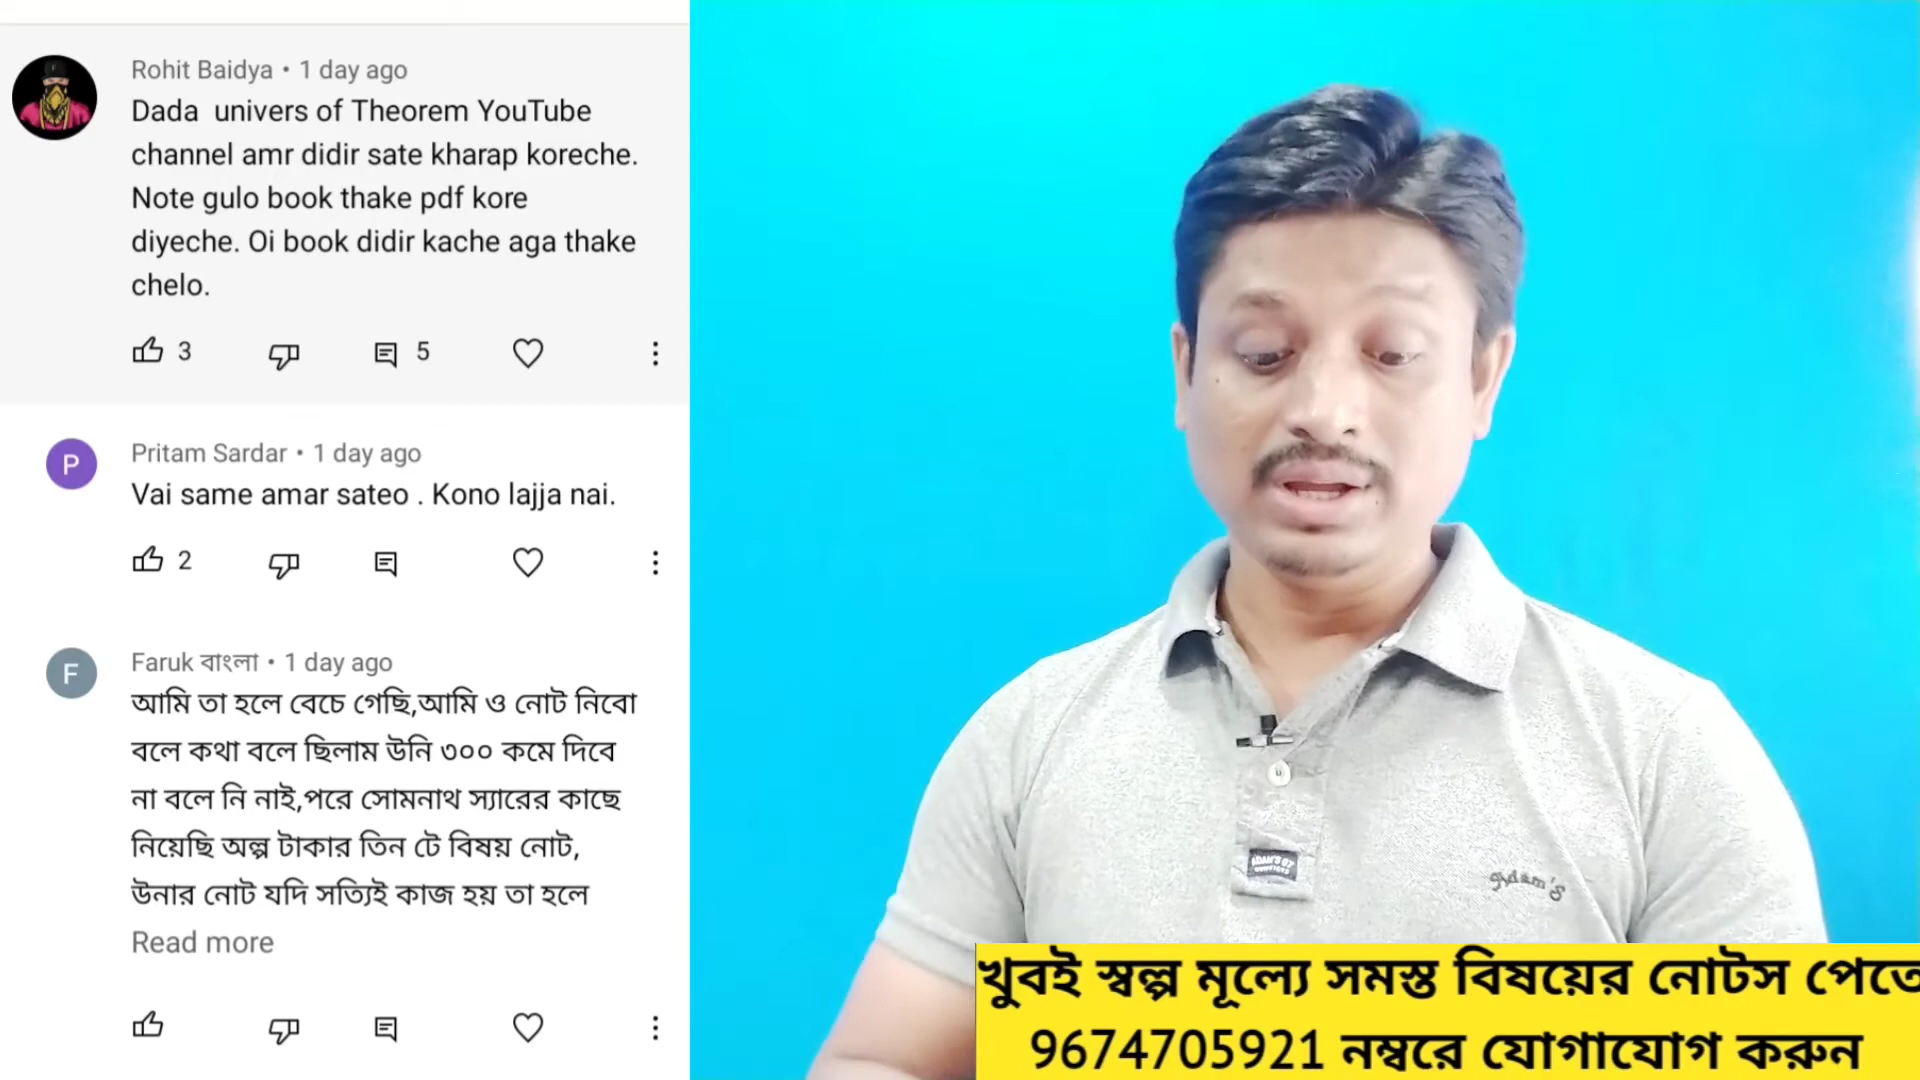 Rohit Baidya • 1 day ago
Dada univers of Theorem YouTube
channel amr didir sate kharap koreche.
Note gulo book thake pdf kore
diyeche. Oi book didir kache aga thake
chelo.
3
5
P
Pritam Sardar • 1 day ago
Vai same amar sateo . Kono lajja nai.
2
F
Faruk বাংলা • 1 day ago
আমি তা হলে বেচে গেছি,আমি ও নোট নিবো
বলে কথা বলে ছিলাম উনি ৩০০ কমে দিবে
না বলে নি নাই,পরে সোমনাথ স্যারের কাছে
নিয়েছি অল্প টাকার তিন টে বিষয় নোট,
উনার নোট যদি সত্যিই কাজ হয় তা হলে
Read more
ADAM'S 07
Adam's
খুবই স্বল্প মূল্যে সমস্ত বিষয়ের নোটস পেতে
9674705921 নম্বরে যোগাযোগ করুন